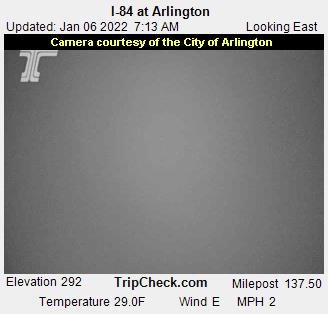 I-84 at Arlington
Updated: Jan 06 2022 7:13 AM Looking East
Camera courtesy of the City of Arlington
Elevation 292 TripCheck.com Milepost 137.50
Temperature 29.0F Wind E MPH 2